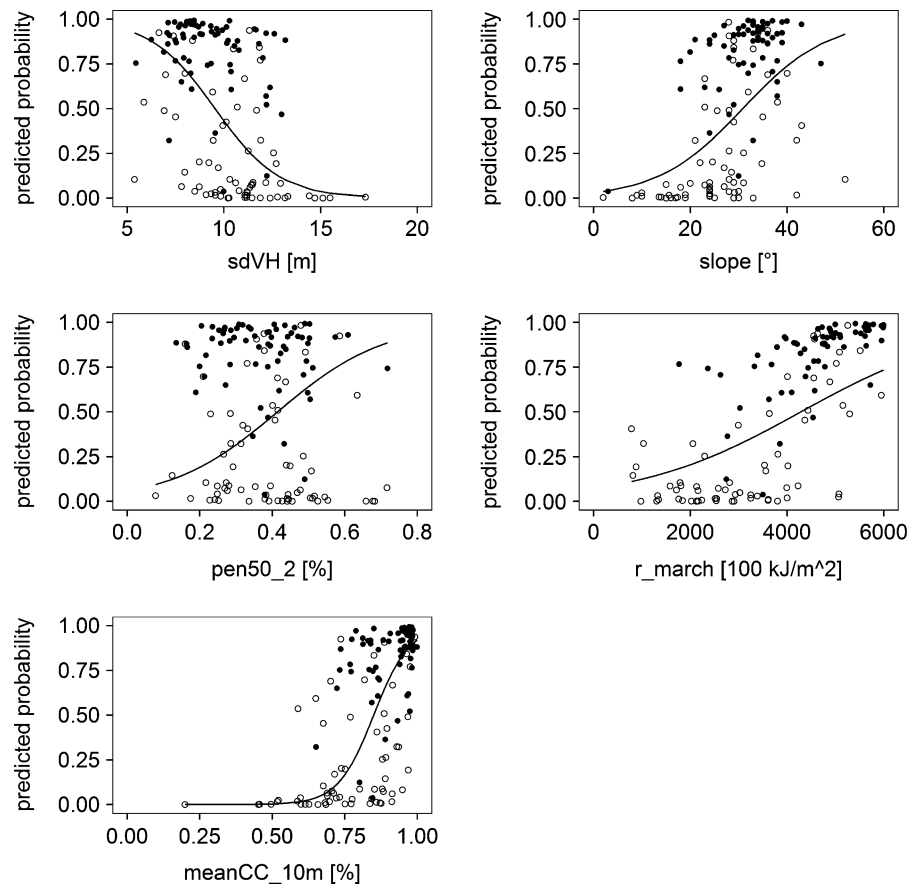 predicted probability
1.00
0.75
0.50
0.25
0.00
5 10 15 20
sdVH [m]
predicted probability
1.00
0.75
0.50
0.25
0.00
0 20 40 60
slope [°]
predicted probability
1.00
0.75
0.50
0.25
0.00
0.0 0.2 0.4 0.6 0.8
pen50_2 [%]
predicted probability
1.00
0.75
0.50
0.25
0.00
0 2000 4000 6000
r_march [100 kJ/m^2]
predicted probability
1.00
0.75
0.50
0.25
0.00
0.00 0.25 0.50 0.75 1.00
meanCC_10m [%]